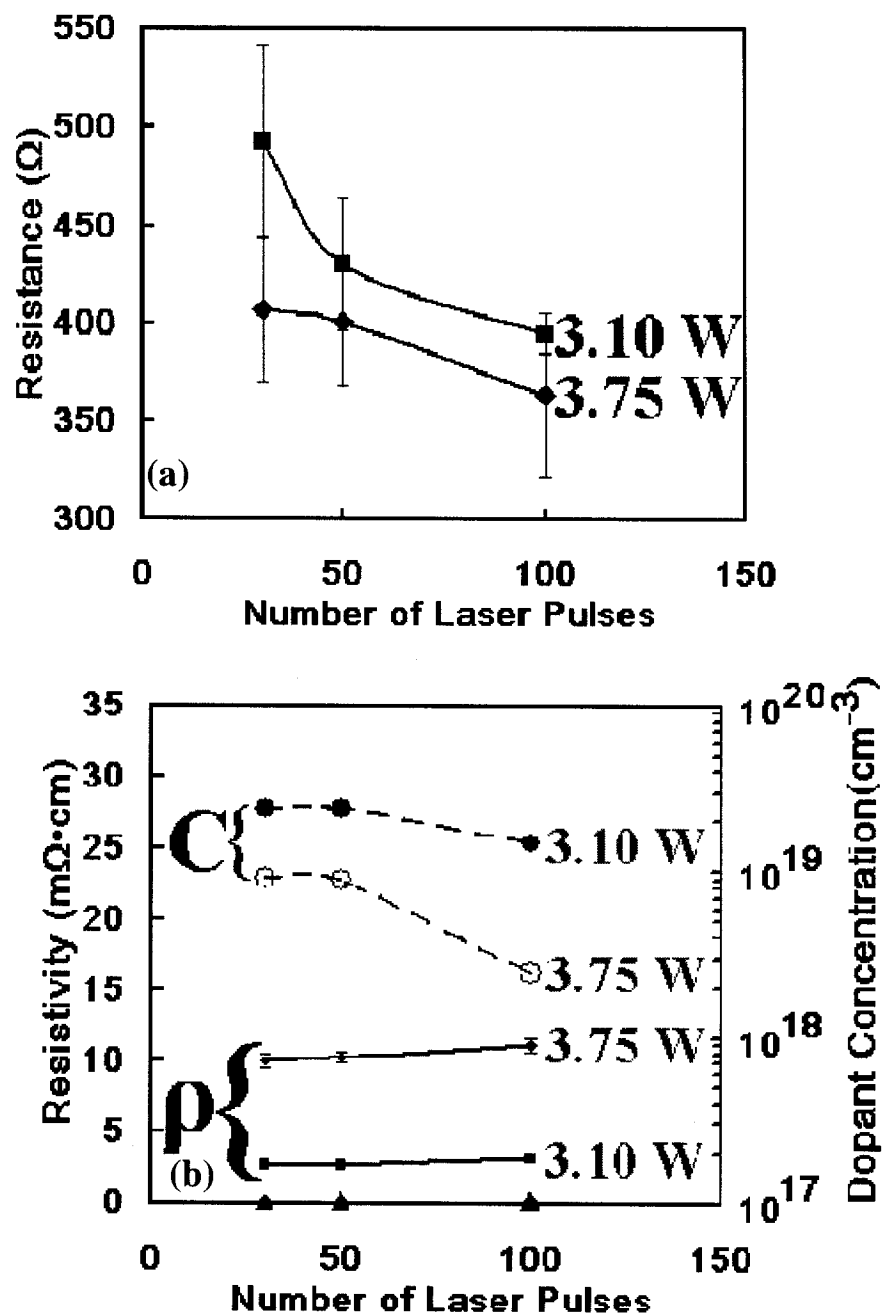 550
500
450
400
350
300
Resistance (Ω)
3.10 W
3.75 W
(a)
0 50 100 150
Number of Laser Pulses
35
30
25
20
15
10
5
0
Resistivity (mΩ•cm)
10^20
10^19
10^18
10^17
Dopant Concentration(cm^-3)
C
3.10 W
3.75 W
3.75 W
ρ
3.10 W
(b)
0 50 100 150
Number of Laser Pulses